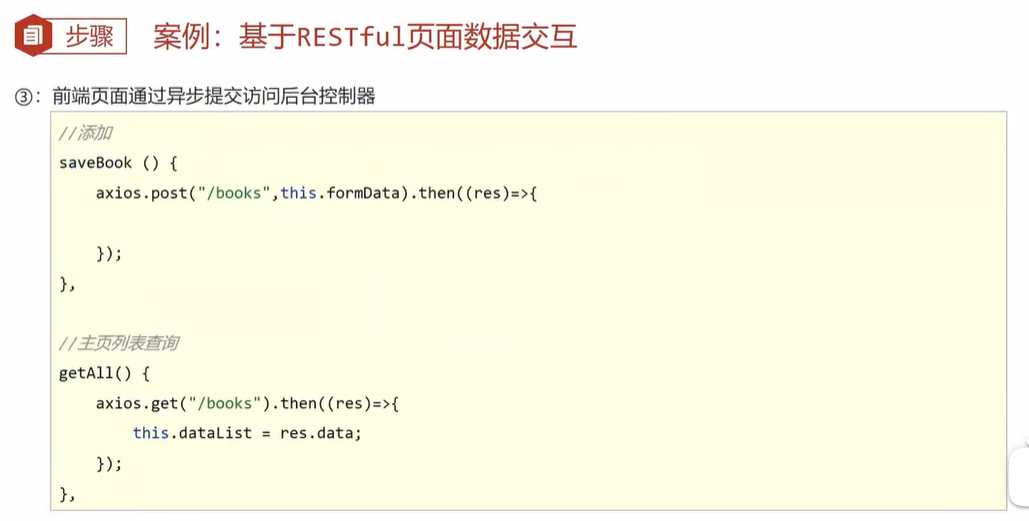 步骤 案例：基于RESTful页面数据交互
③：前端页面通过异步提交访问后台控制器
//添加
saveBook () {
    axios.post("/books",this.formData).then((res)=>{
    });
},
//主页列表查询
getAll() {
    axios.get("/books").then((res)=>{
        this.dataList = res.data;
    });
},